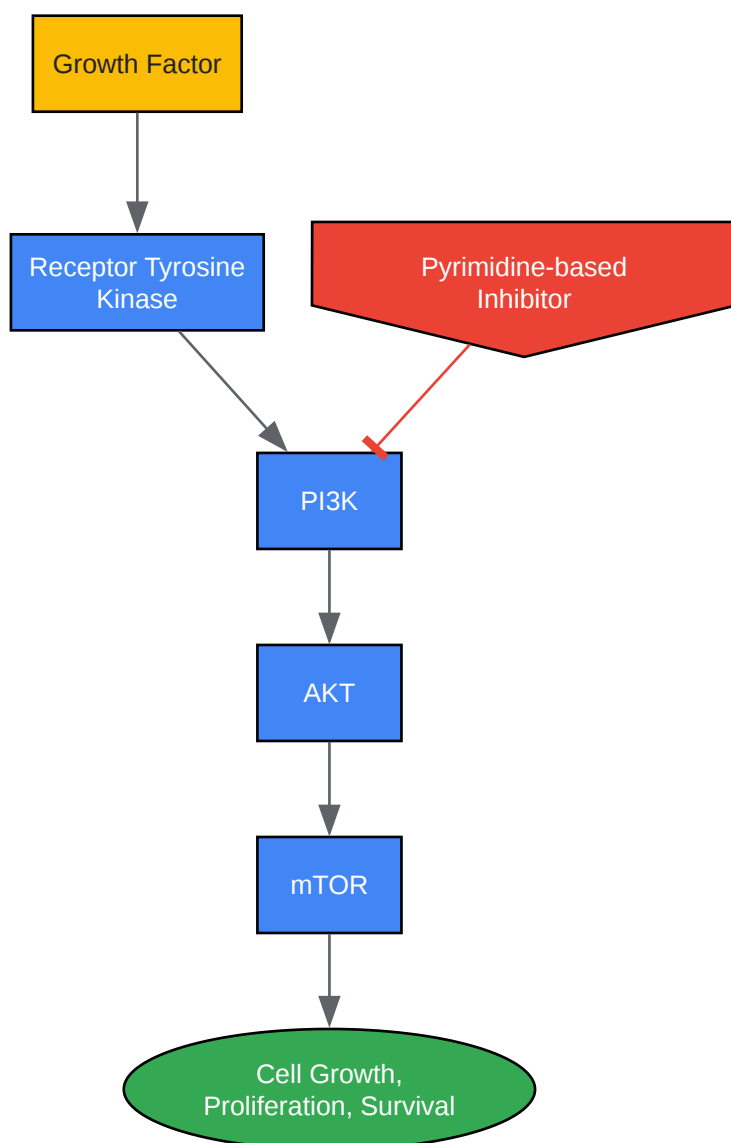 Growth Factor
Receptor Tyrosine
Kinase
Pyrimidine-based
Inhibitor
PI3K
AKT
mTOR
Cell Growth,
Proliferation, Survival